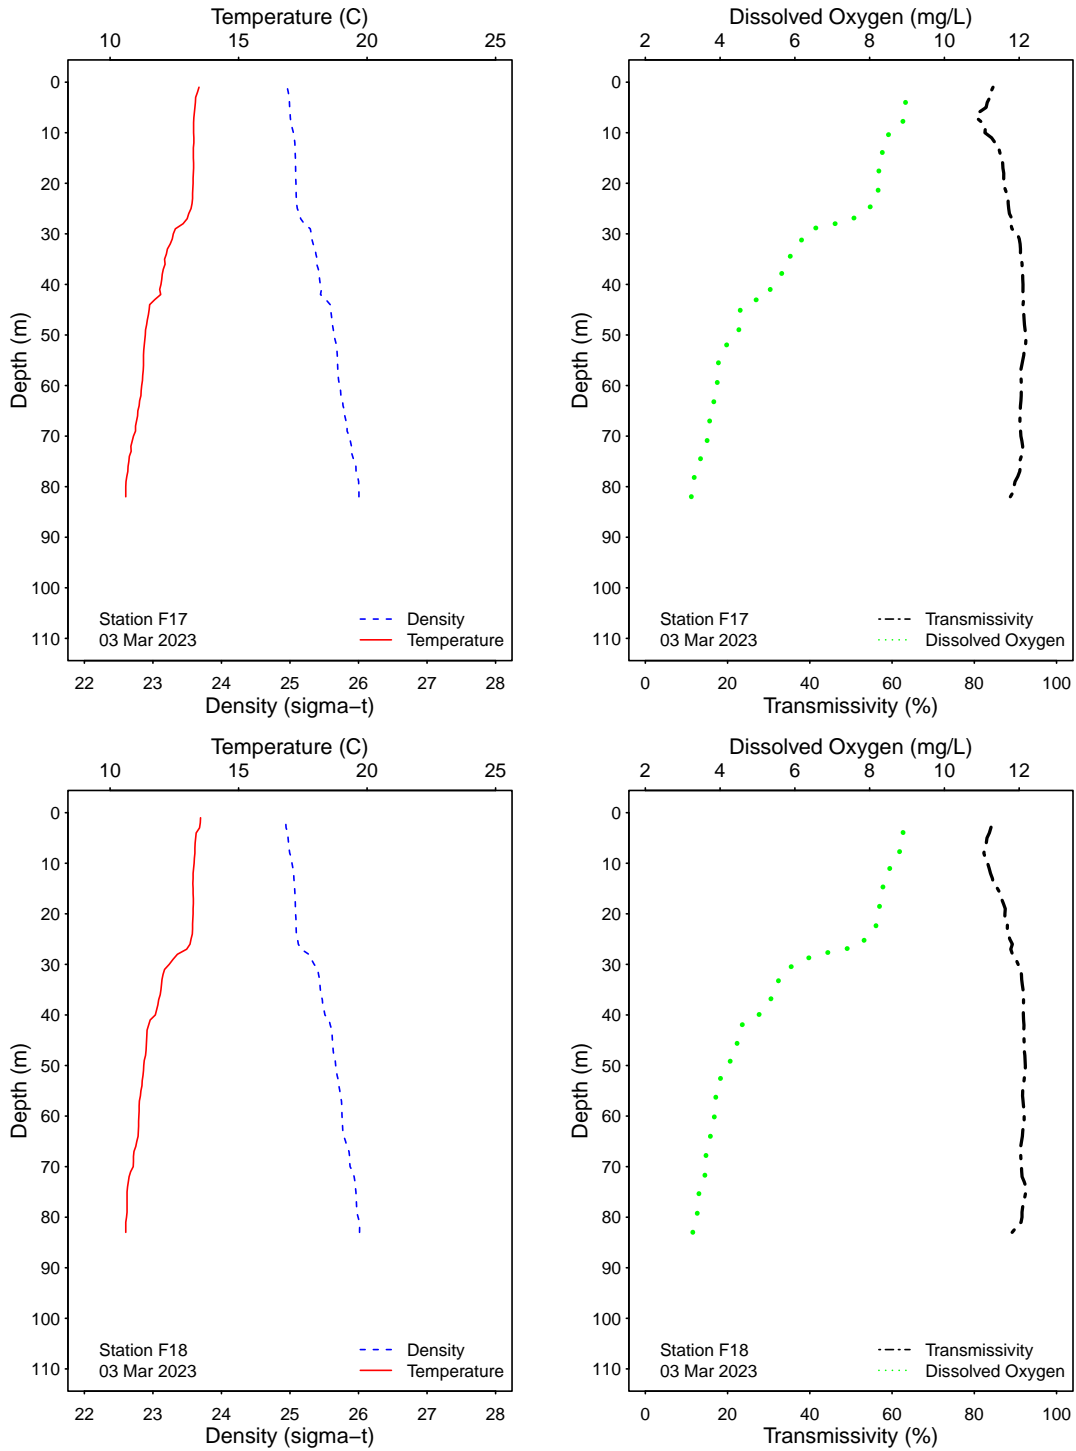 Temperature (C)
10 15 20 25
0
10
20
30
40
50
60
70
80
90
100
110
Depth (m)
Station F17
03 Mar 2023
Density
Temperature
22 23 24 25 26 27 28
Density (sigma−t)
Dissolved Oxygen (mg/L)
2 4 6 8 10 12
0
10
20
30
40
50
60
70
80
90
100
110
Depth (m)
Station F17
03 Mar 2023
Transmissivity
Dissolved Oxygen
0 20 40 60 80 100
Transmissivity (%)
Temperature (C)
10 15 20 25
0
10
20
30
40
50
60
70
80
90
100
110
Depth (m)
Station F18
03 Mar 2023
Density
Temperature
22 23 24 25 26 27 28
Density (sigma−t)
Dissolved Oxygen (mg/L)
2 4 6 8 10 12
0
10
20
30
40
50
60
70
80
90
100
110
Depth (m)
Station F18
03 Mar 2023
Transmissivity
Dissolved Oxygen
0 20 40 60 80 100
Transmissivity (%)